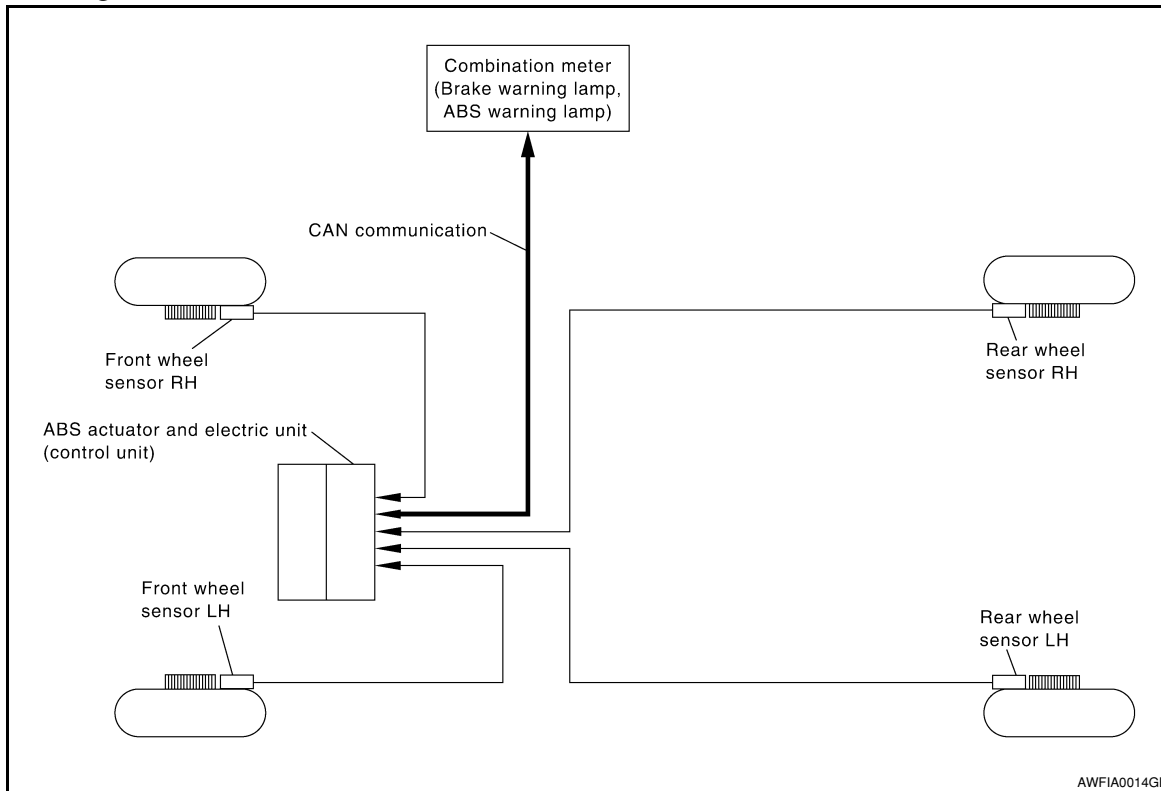 Combination meter
(Brake warning lamp,
ABS warning lamp)
CAN communication
Front wheel
sensor RH
Rear wheel
sensor RH
ABS actuator and electric unit
(control unit)
Front wheel
sensor LH
Rear wheel
sensor LH